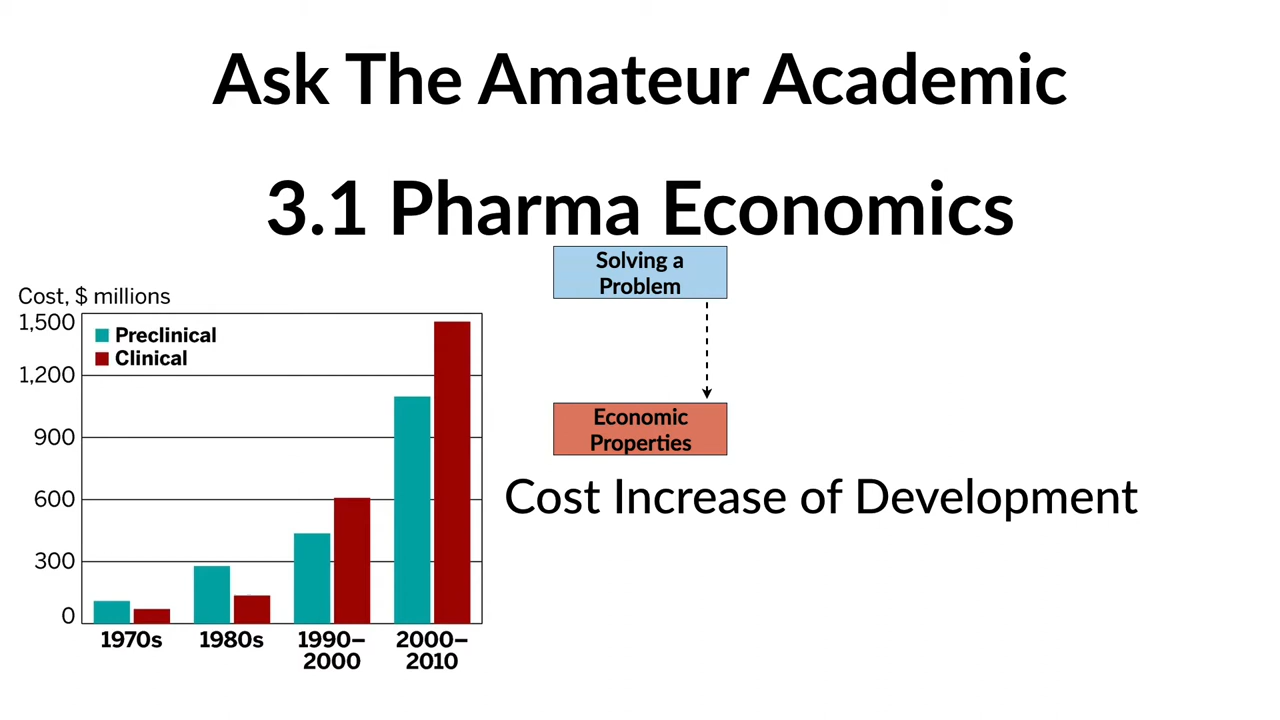 Ask The Amateur Academic
3.1 Pharma Economics
Solving a
Problem
Cost, $ millions
1,500
Preclinical
Clinical
1,200
900
600
300
0
1970s
1980s
1990–
2000
2000–
2010
Economic
Properties
Cost Increase of Development